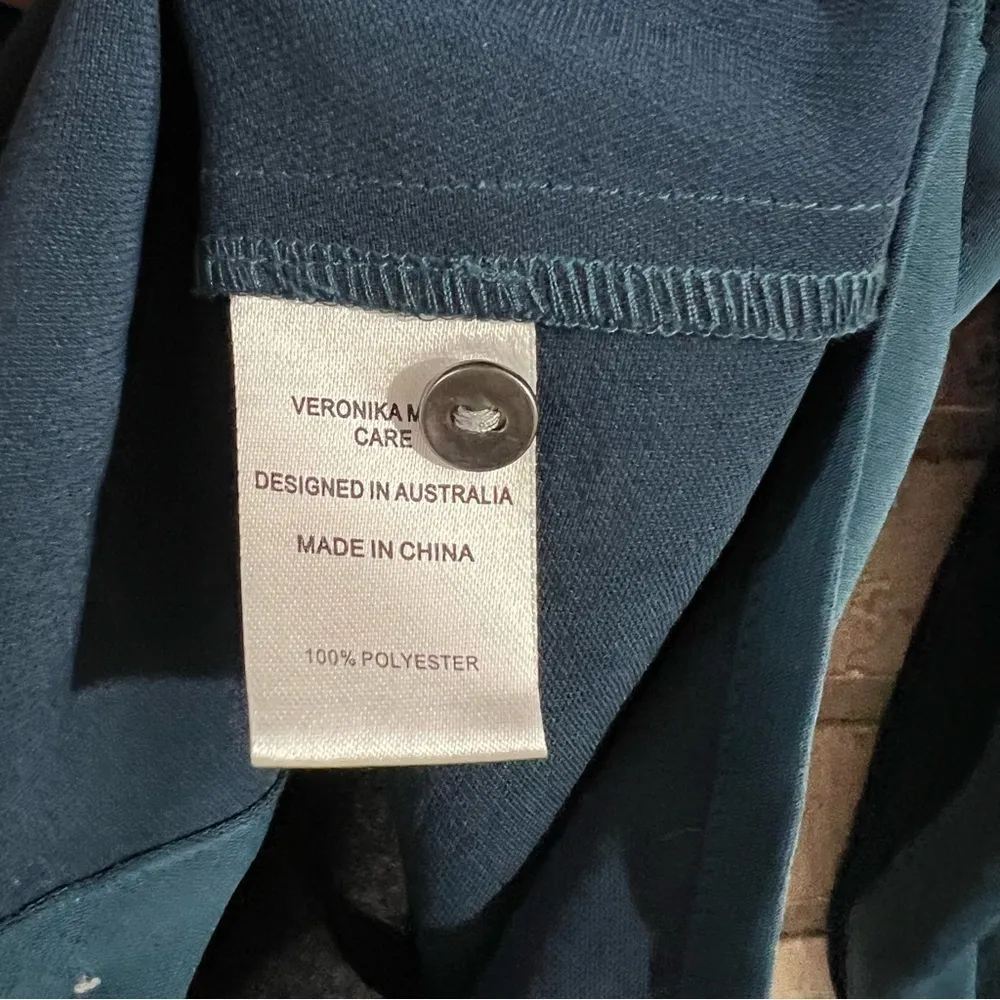 VERONIKA M
CARE
DESIGNED IN AUSTRALIA
MADE IN CHINA
100% POLYESTER